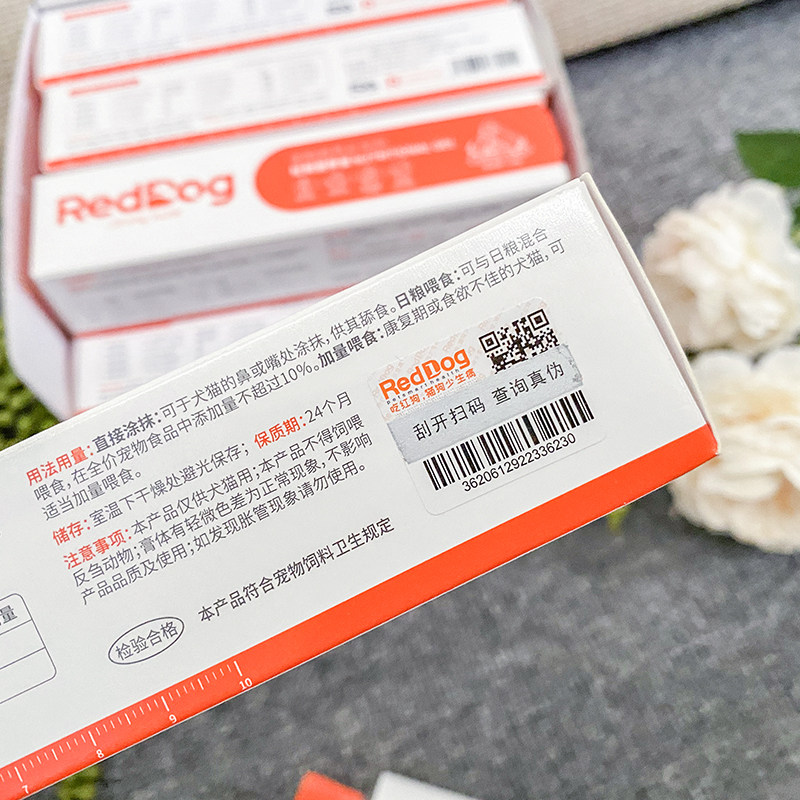 RedDog
用法用量：直接涂抹：可于犬猫的鼻或嘴处涂抹，供其舔食。日粮喂食：可与日粮混合
喂食，在全价宠物食品中添加量不超过10%。加量喂食：康复期或食欲不佳的犬猫，可
适当加量喂食。
储存：室温下干燥处避光保存；保质期：24个月
注意事项：本产品仅供犬猫用；本产品不得饲喂
反刍动物；膏体有轻微色差为正常现象，不影响
产品品质及使用；如发现胀管现象请勿使用。
检验合格
本产品符合宠物饲料卫生规定
RedDog
Petsmarthealth
吃红狗，猫狗少生病
刮开扫码 查询真伪
3620612922336230
量
7
8
9
10